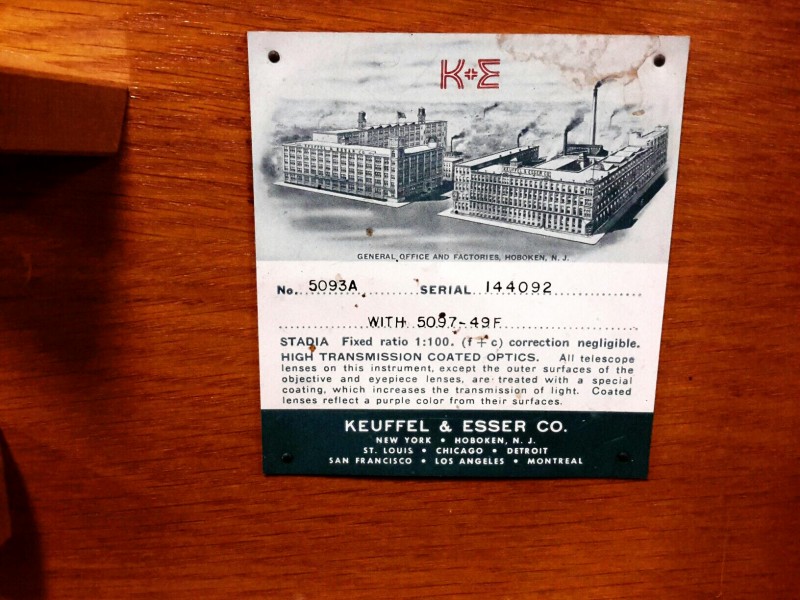 K+E
KEUFFEL & ESSER CO.
GENERAL OFFICE AND FACTORIES, HOBOKEN, N. J.
No. 5093A SERIAL 144092
WITH 5097-49F
STADIA Fixed ratio 1:100. (f + c) correction negligible.
HIGH TRANSMISSION COATED OPTICS. All telescope
lenses on this instrument, except the outer surfaces of the
objective and eyepiece lenses, are treated with a special
coating, which increases the transmission of light. Coated
lenses reflect a purple color from their surfaces.
KEUFFEL & ESSER CO.
NEW YORK • HOBOKEN, N. J.
ST. LOUIS • CHICAGO • DETROIT
SAN FRANCISCO • LOS ANGELES • MONTREAL